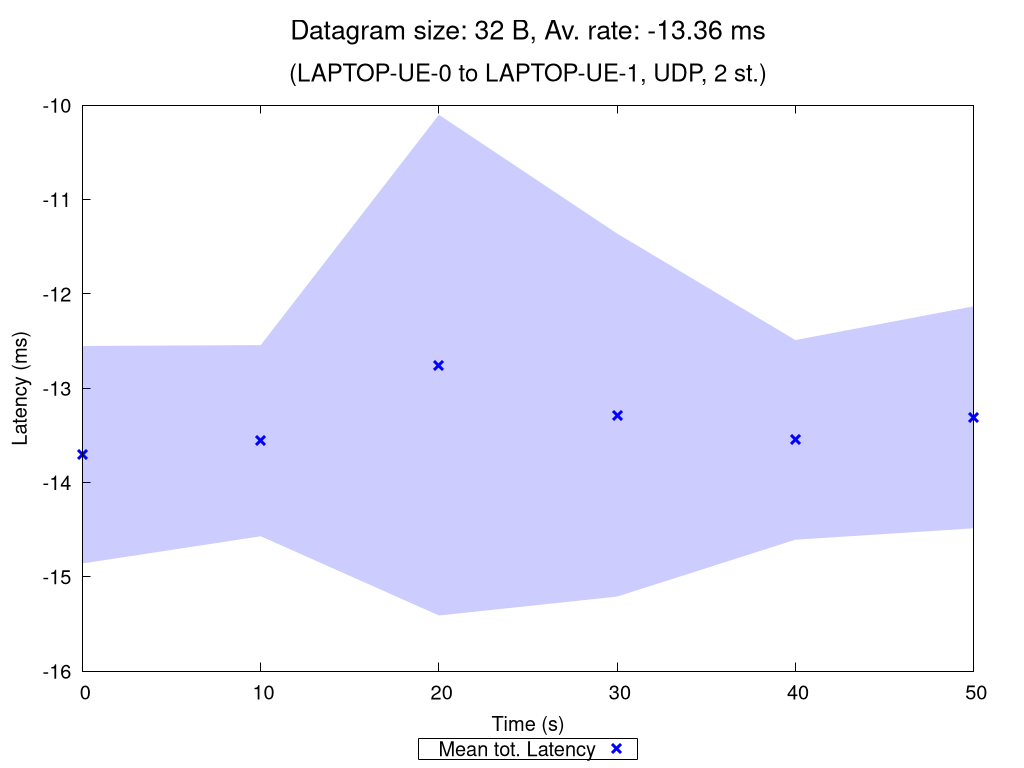 Datagram size: 32 B, Av. rate: -13.36 ms
(LAPTOP-UE-0 to LAPTOP-UE-1, UDP, 2 st.)
-10
-11
-12
-13
-14
-15
-16
Latency (ms)
0 10 20 30 40 50
Time (s)
Mean tot. Latency